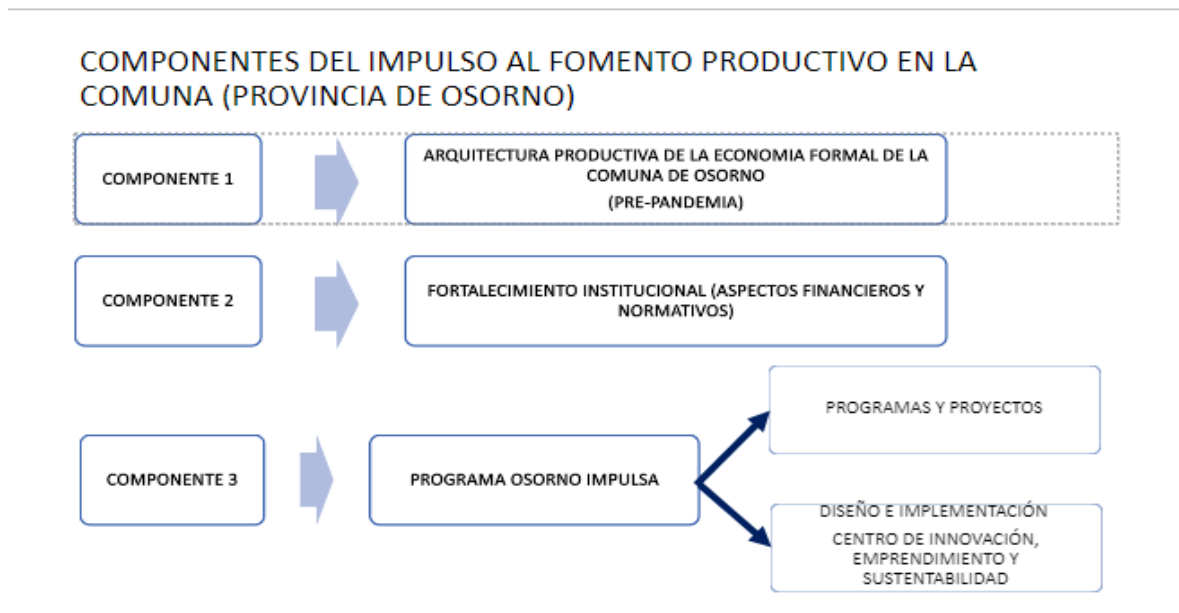 COMPONENTES DEL IMPULSO AL FOMENTO PRODUCTIVO EN LA
COMUNA (PROVINCIA DE OSORNO)
COMPONENTE 1
ARQUITECTURA PRODUCTIVA DE LA ECONOMIA FORMAL DE LA
COMUNA DE OSORNO
(PRE-PANDEMIA)
COMPONENTE 2
FORTALECIMIENTO INSTITUCIONAL (ASPECTOS FINANCIEROS Y
NORMATIVOS)
COMPONENTE 3
PROGRAMA OSORNO IMPULSA
PROGRAMAS Y PROYECTOS
DISEÑO E IMPLEMENTACIÓN
CENTRO DE INNOVACIÓN,
EMPRENDIMIENTO Y
SUSTENTABILIDAD